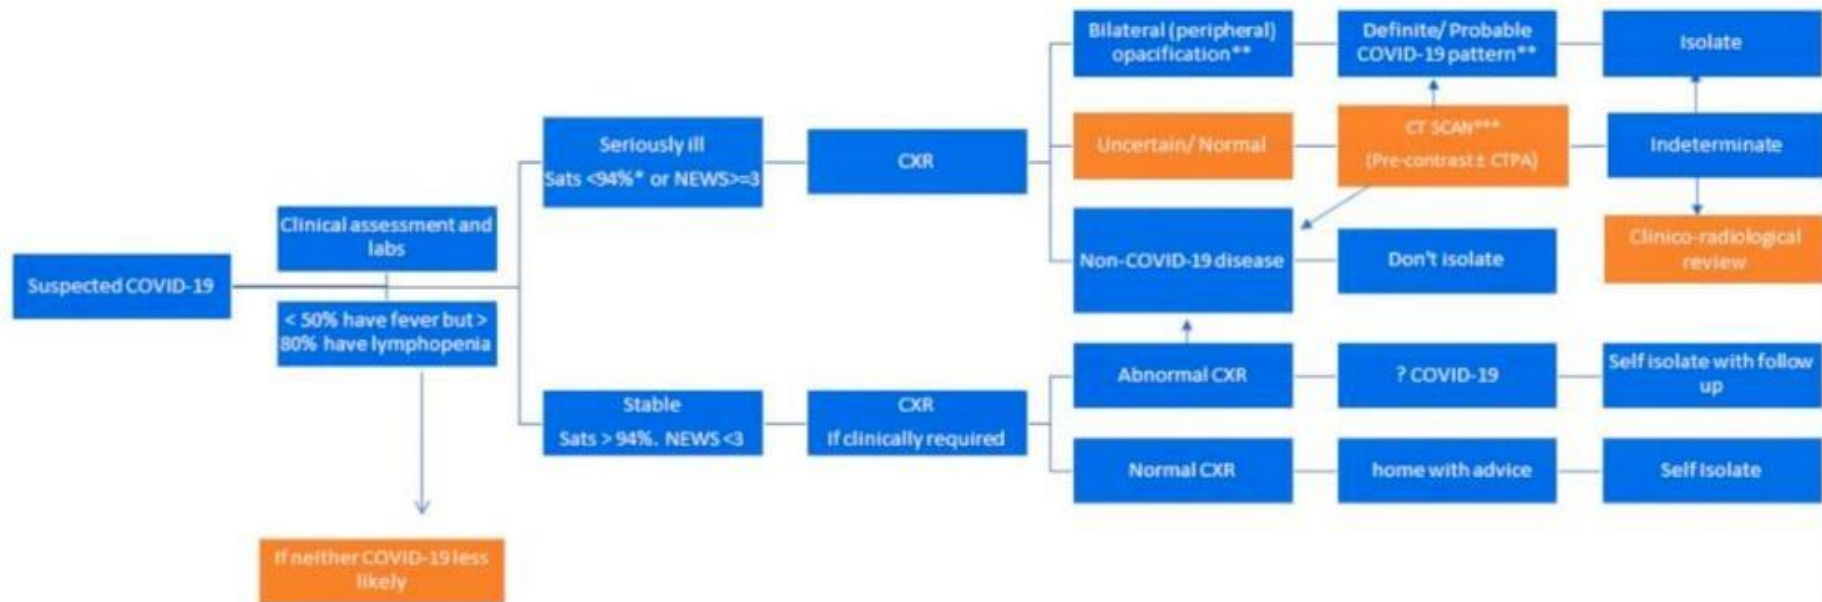 Suspected COVID-19
Clinical assessment and
labs
< 50% have fever but >
80% have lymphopenia
If neither COVID-19 less
likely
Seriously ill
Sats <94%* or NEWS>=3
Stable
Sats > 94%. NEWS <3
CXR
CXR
If clinically required
Bilateral (peripheral)
opacification**
Definite/ Probable
COVID-19 pattern**
Isolate
Uncertain/ Normal
CT SCAN***
(Pre-contrast ± CTPA)
Indeterminate
Non-COVID-19 disease
Don't isolate
Clinico-radiological
review
Abnormal CXR
? COVID-19
Self isolate with follow
up
Normal CXR
home with advice
Self Isolate